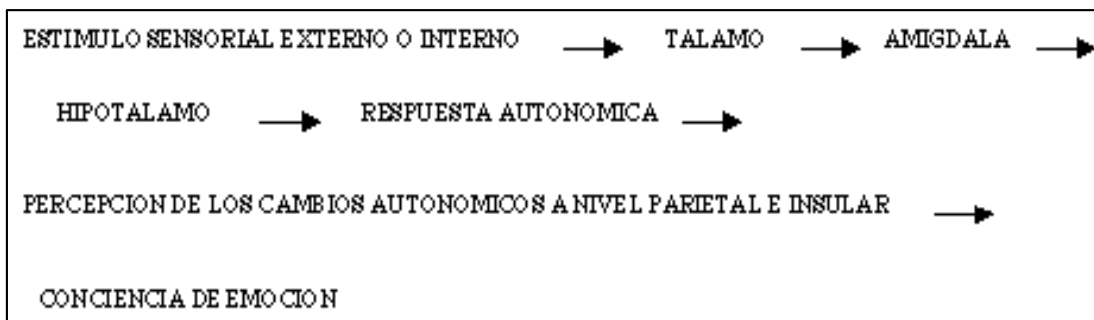 ESTIMULO SENSORIAL EXTERNO O INTERNO → TALAMO → AMIGDALA →
HIPOTALAMO → RESPUESTA AUTONOMICA →
PERCEPCION DE LOS CAMBIOS AUTONOMICOS A NIVEL PARIETAL E INSULAR →
CONCIENCIA DE EMOCION